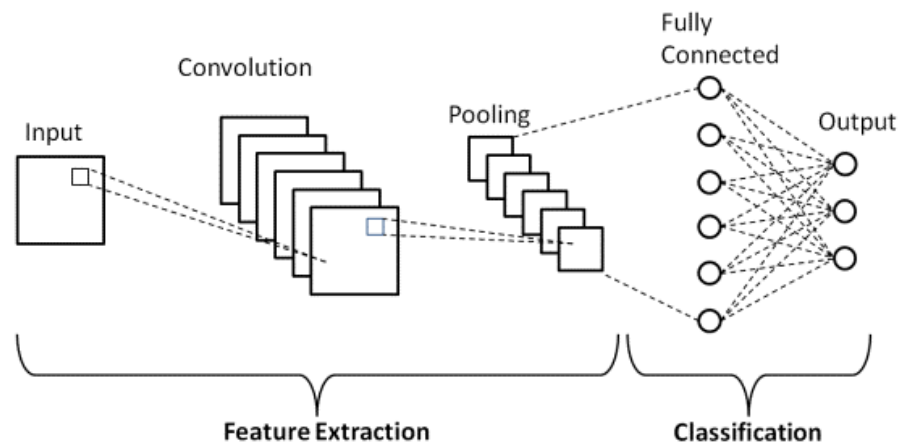 Input
Convolution
Pooling
Fully
Connected
Output
Feature Extraction
Classification